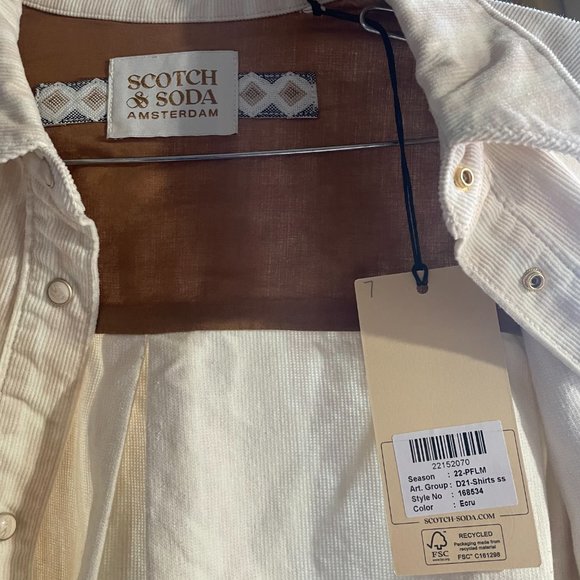 SCOTCH
& SODA
AMSTERDAM
7
22152070
Season : 22-PFLM
Art. Group : D21-Shirts ss
Style No : 168534
Color : Ecru
SCOTCH-SODA.COM
FSC
RECYCLED
Packaging made from
recycled material
FSC® C161298